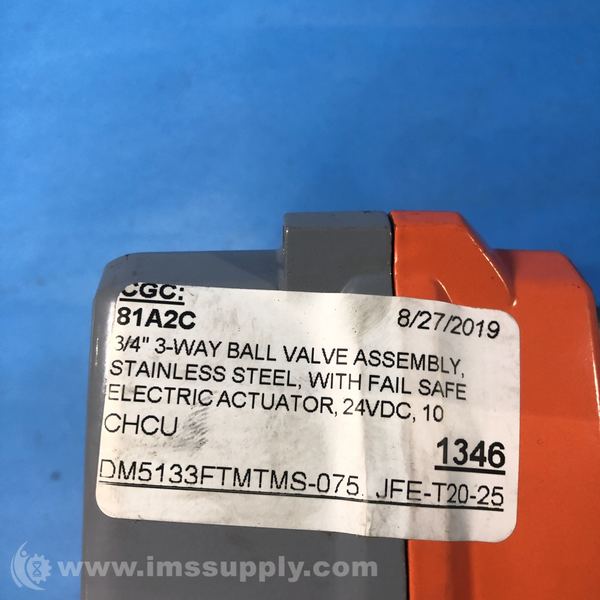 CGC:
81A2C 8/27/2019
3/4" 3-WAY BALL VALVE ASSEMBLY,
STAINLESS STEEL, WITH FAIL SAFE
ELECTRIC ACTUATOR, 24VDC, 10
CHCU
1346
DM5133FTMTMS-075 JFE-T20-25
www.imssupply.com